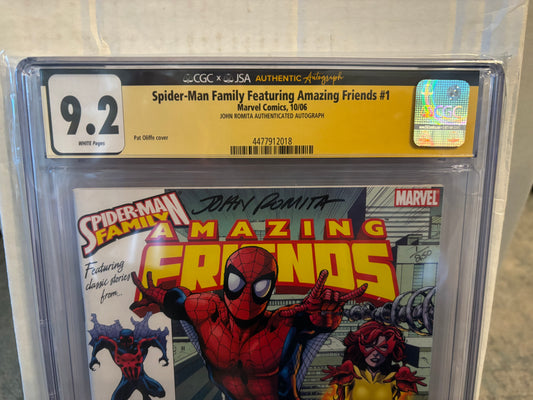 CGC x JSA AUTHENTIC Autograph
9.2
WHITE Pages
Spider-Man Family Featuring Amazing Friends #1
Marvel Comics, 10/06
JOHN ROMITA AUTHENTICATED AUTOGRAPH
Pat Oliffe cover
4477912018
CGC
SPIDER-MAN FAMILY
JOHN ROMITA
MARVEL
AMAZING
FRIENDS
Featuring
classic stories
from...